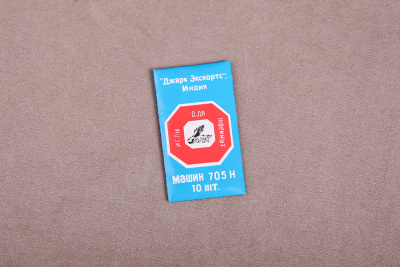 "Джарк Экспортс".
Индия
ИГЛЫ
ДЛЯ
ШВЕЙНЫХ
машин 705 Н
10 шт.